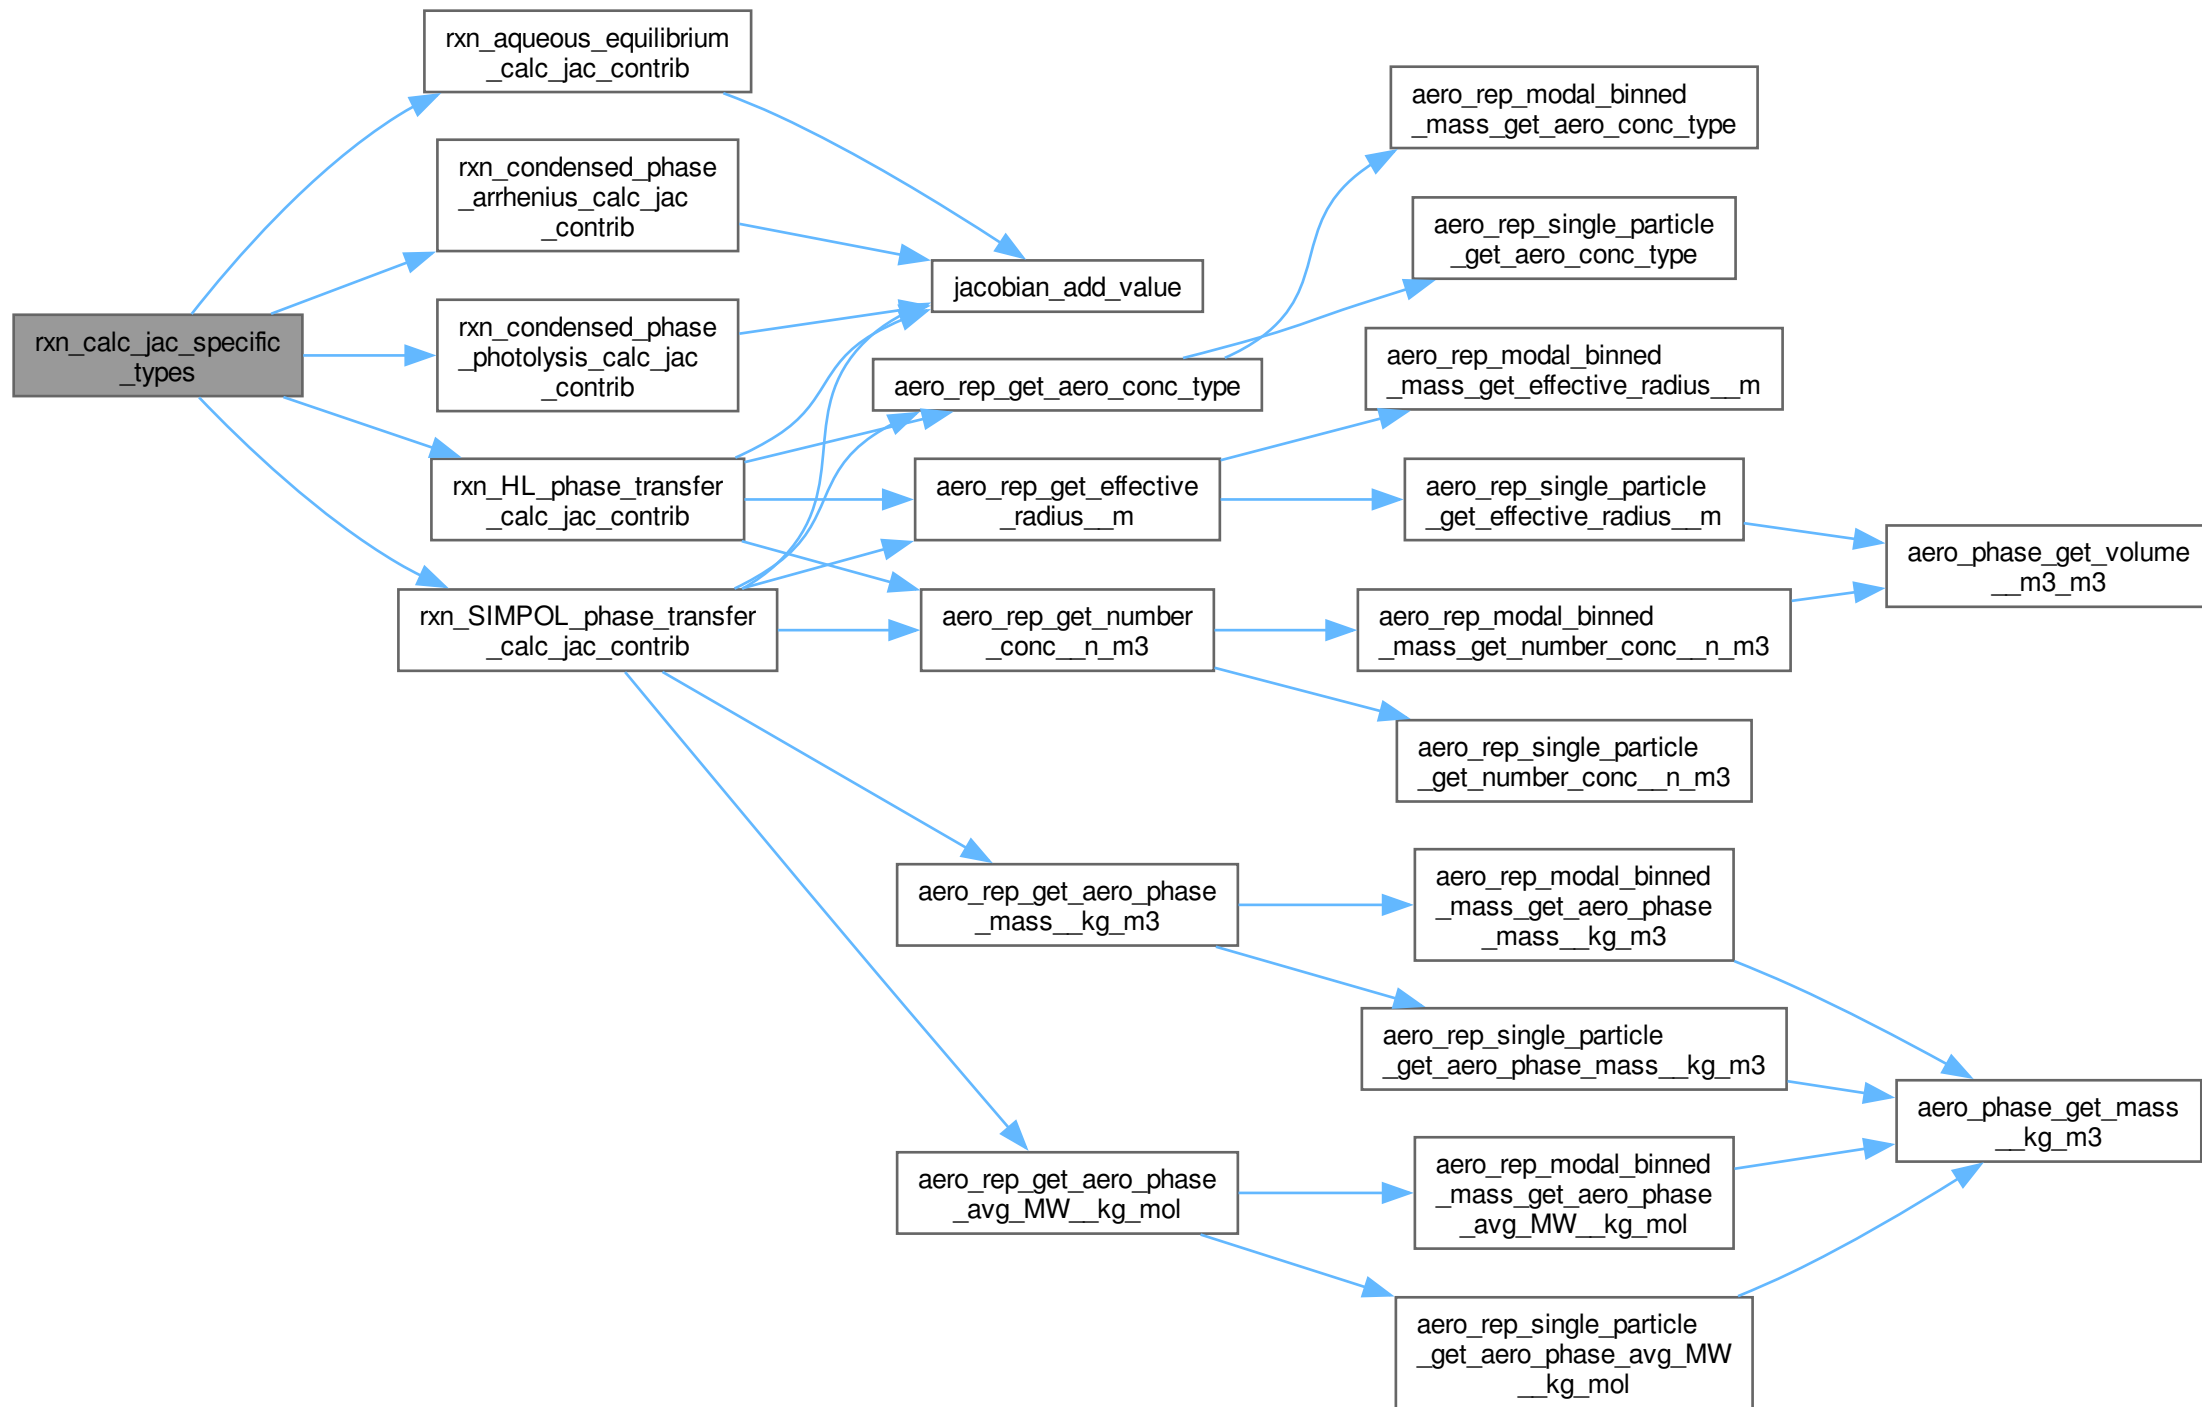 rxn_calc_jac_specific
_types
rxn_aqueous_equilibrium
_calc_jac_contrib
rxn_condensed_phase
_arrhenius_calc_jac
_contrib
rxn_condensed_phase
_photolysis_calc_jac
_contrib
rxn_HL_phase_transfer
_calc_jac_contrib
rxn_SIMPOL_phase_transfer
_calc_jac_contrib
jacobian_add_value
aero_rep_get_aero_conc_type
aero_rep_get_effective
_radius__m
aero_rep_get_number
_conc__n_m3
aero_rep_get_aero_phase
_mass__kg_m3
aero_rep_get_aero_phase
_avg_MW__kg_mol
aero_rep_modal_binned
_mass_get_aero_conc_type
aero_rep_single_particle
_get_aero_conc_type
aero_rep_modal_binned
_mass_get_effective_radius__m
aero_rep_single_particle
_get_effective_radius__m
aero_rep_modal_binned
_mass_get_number_conc__n_m3
aero_rep_single_particle
_get_number_conc__n_m3
aero_rep_modal_binned
_mass_get_aero_phase
_mass__kg_m3
aero_rep_single_particle
_get_aero_phase_mass__kg_m3
aero_rep_modal_binned
_mass_get_aero_phase
_avg_MW__kg_mol
aero_rep_single_particle
_get_aero_phase_avg_MW
__kg_mol
aero_phase_get_volume
__m3_m3
aero_phase_get_mass
__kg_m3